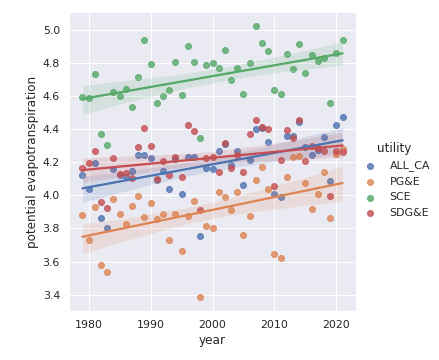 5.0
4.8
4.6
4.4
4.2
4.0
3.8
3.6
3.4
potential evapotranspiration
1980
1990
2000
2010
2020
year
utility
ALL_CA
PG&E
SCE
SDG&E